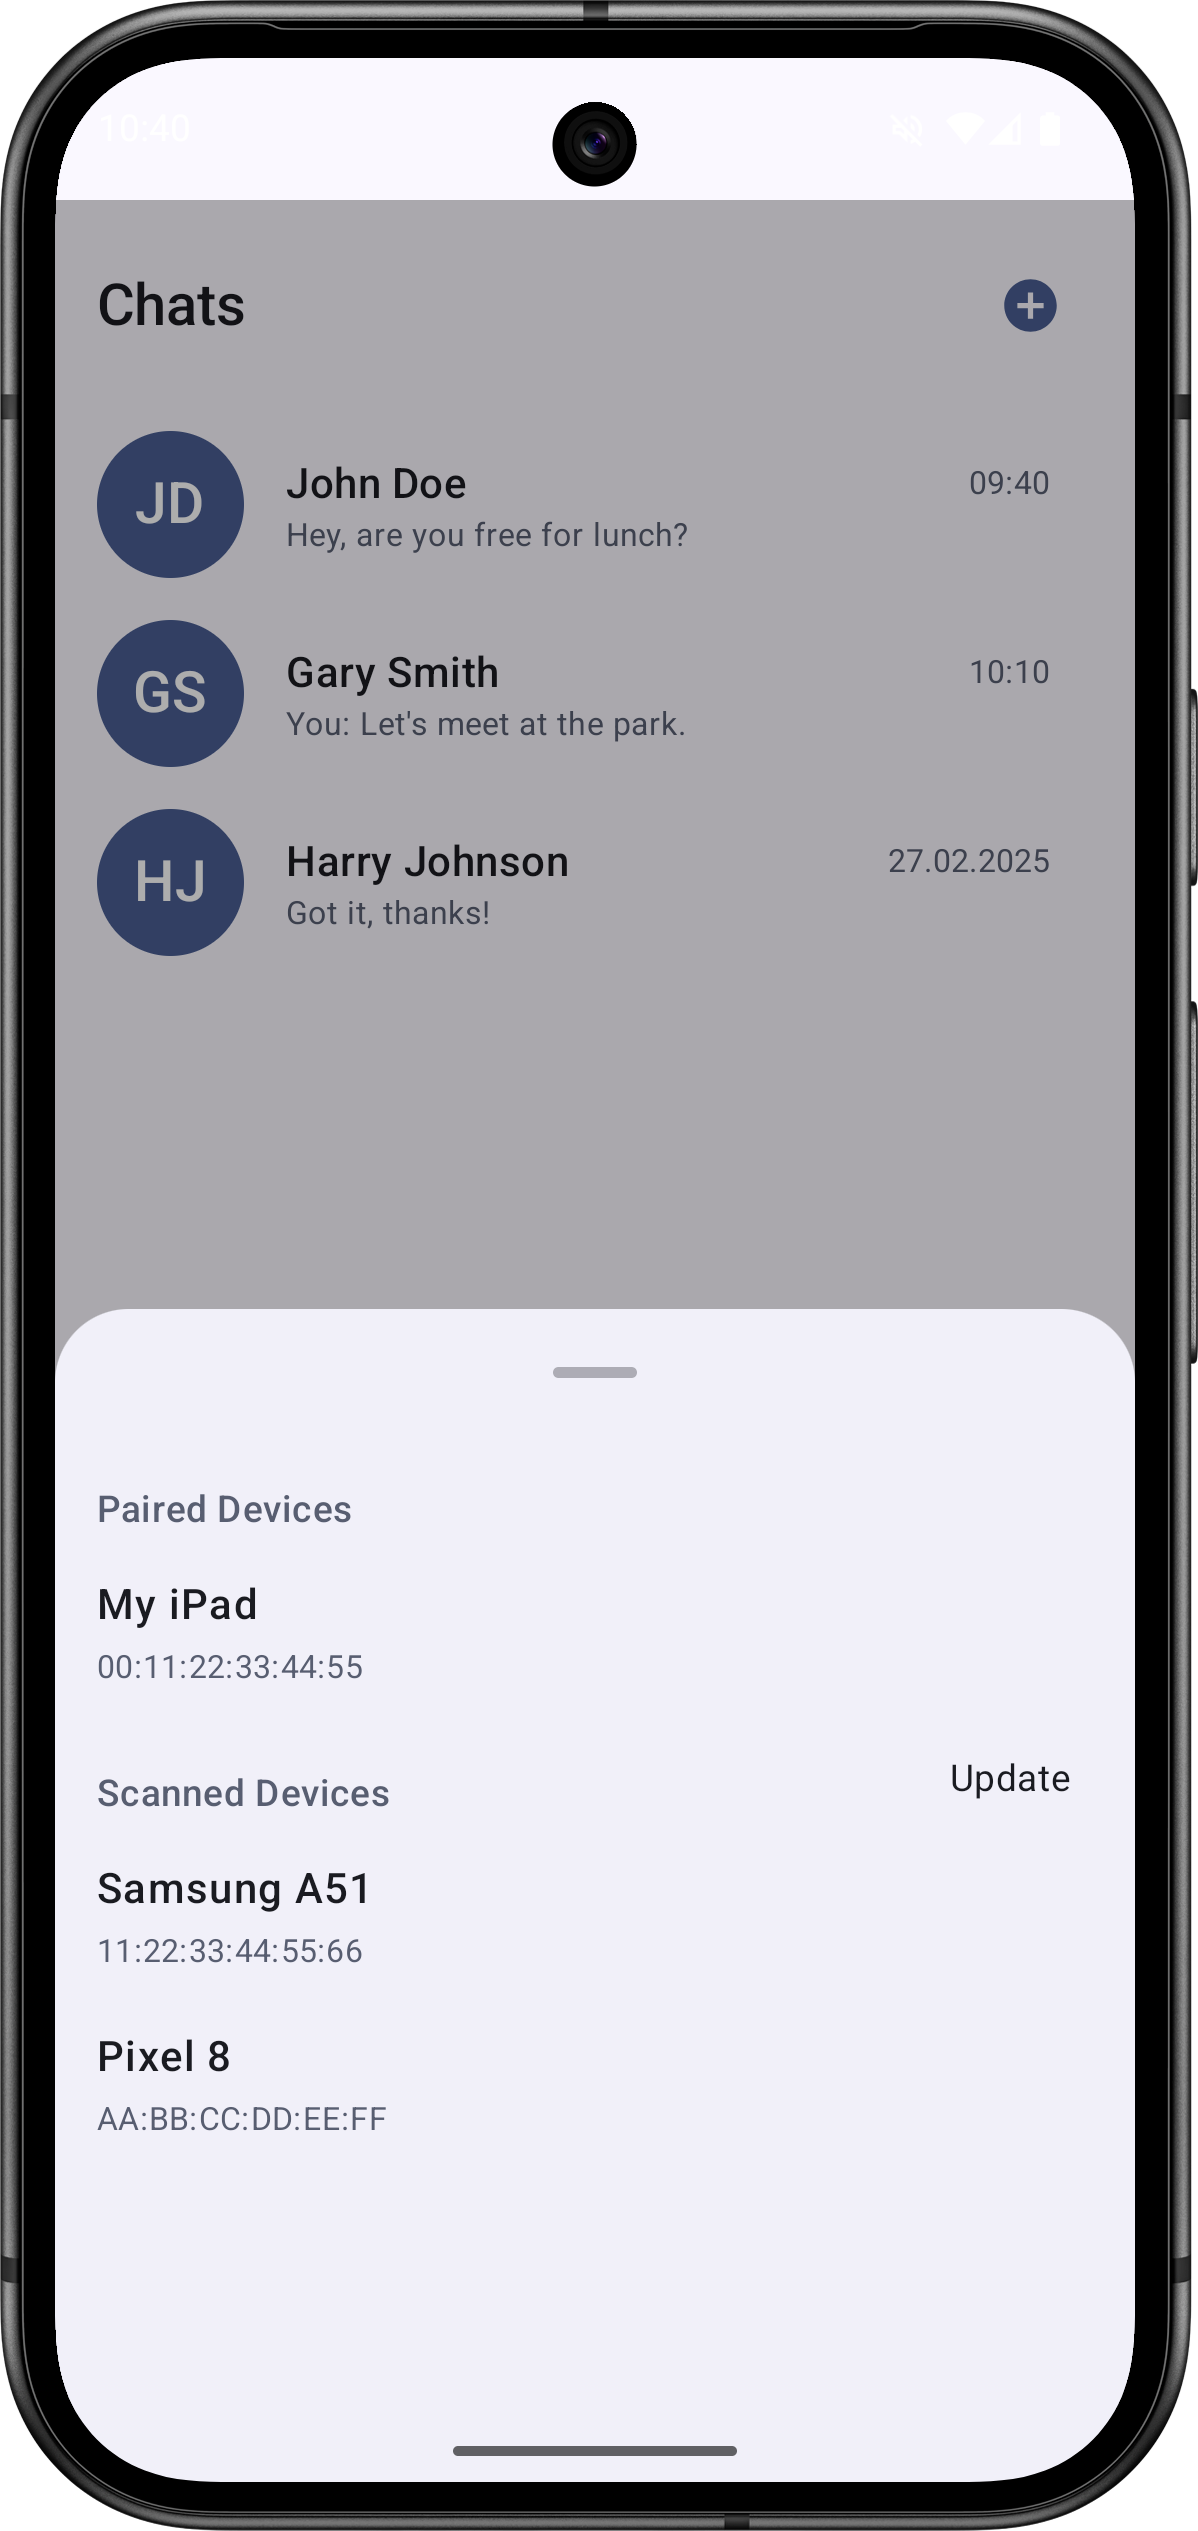 10:40
Chats
JD
John Doe
09:40
Hey, are you free for lunch?
GS
Gary Smith
10:10
You: Let's meet at the park.
HJ
Harry Johnson
27.02.2025
Got it, thanks!
Paired Devices
My iPad
00:11:22:33:44:55
Scanned Devices
Update
Samsung A51
11:22:33:44:55:66
Pixel 8
AA:BB:CC:DD:EE:FF